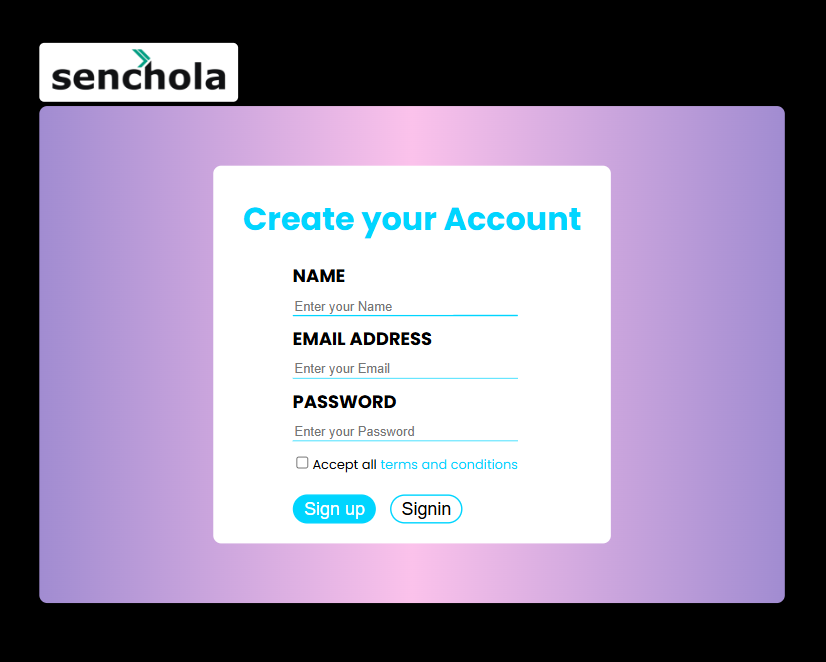 senchola
Create your Account
NAME
Enter your Name
EMAIL ADDRESS
Enter your Email
PASSWORD
Enter your Password
Accept all terms and conditions
Sign up Signin